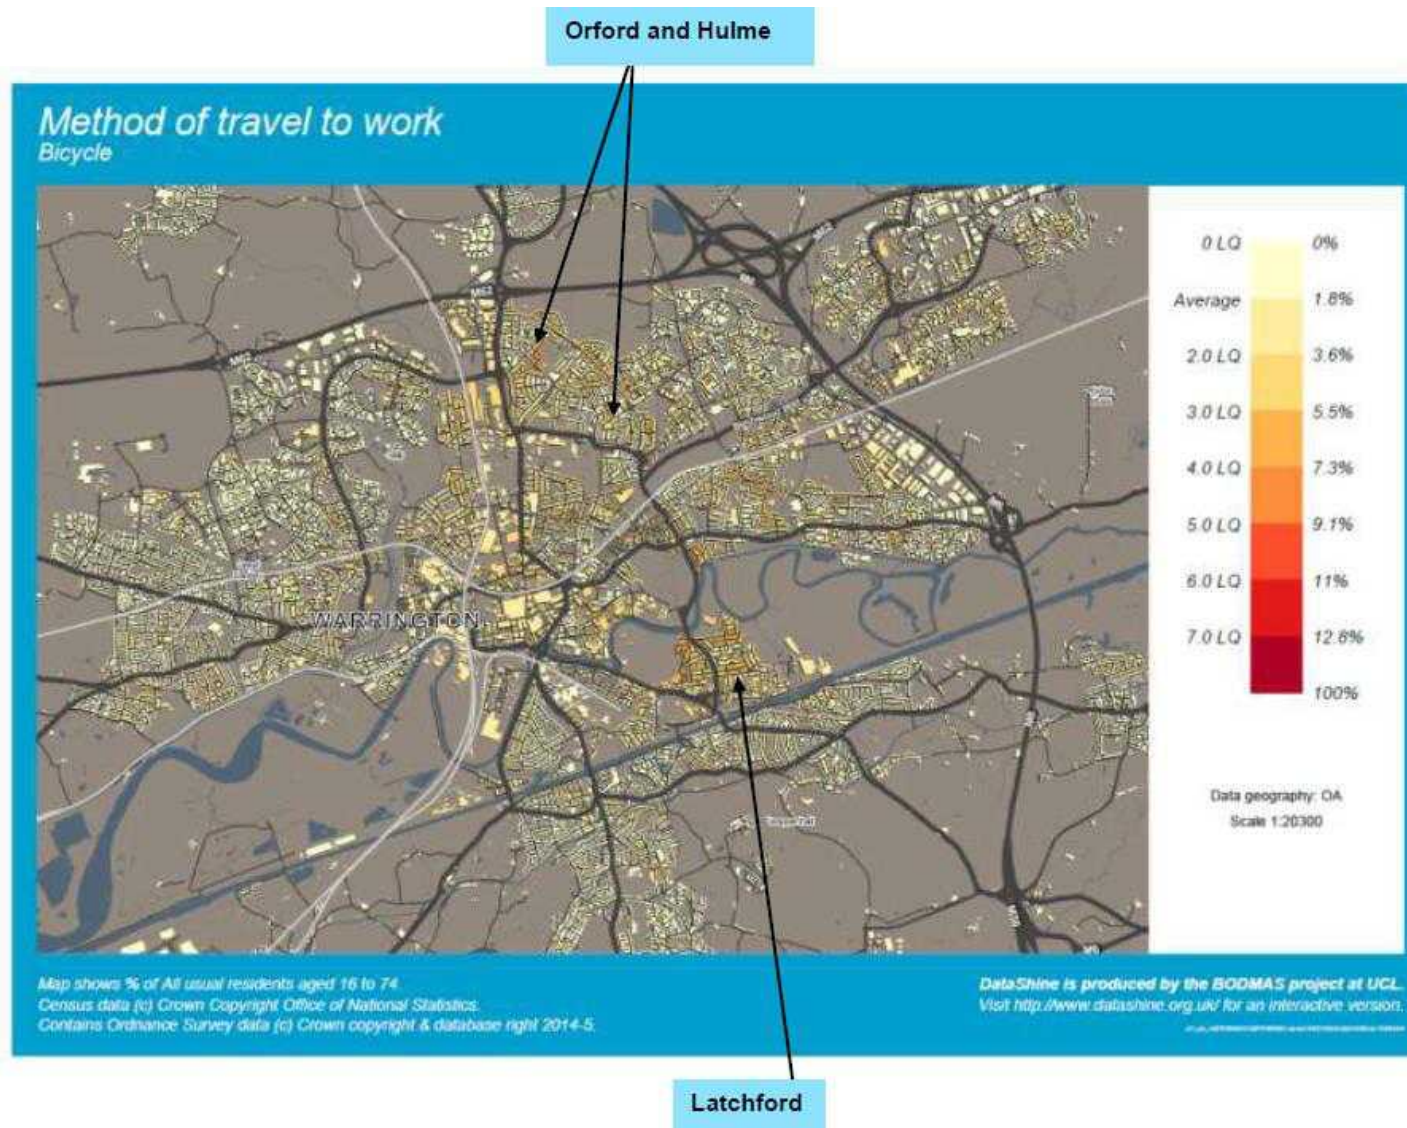 Orford and Hulme
Method of travel to work
Bicycle
0 LQ 0%
Average 1.8%
2.0 LQ 3.6%
3.0 LQ 5.5%
4.0 LQ 7.3%
5.0 LQ 9.1%
6.0 LQ 11%
7.0 LQ 12.8%
100%
M62
M62
WARRINGTON
Data geography: OA
Scale 1:20300
Map shows % of All usual residents aged 16 to 74
Census data (c) Crown Copyright Office of National Statistics.
Contains Ordnance Survey data (c) Crown copyright & database right 2014-5.
DataShine is produced by the BODMAS project at UCL.
Visit http://www.datashine.org.uk/ for an interactive version.
Latchford